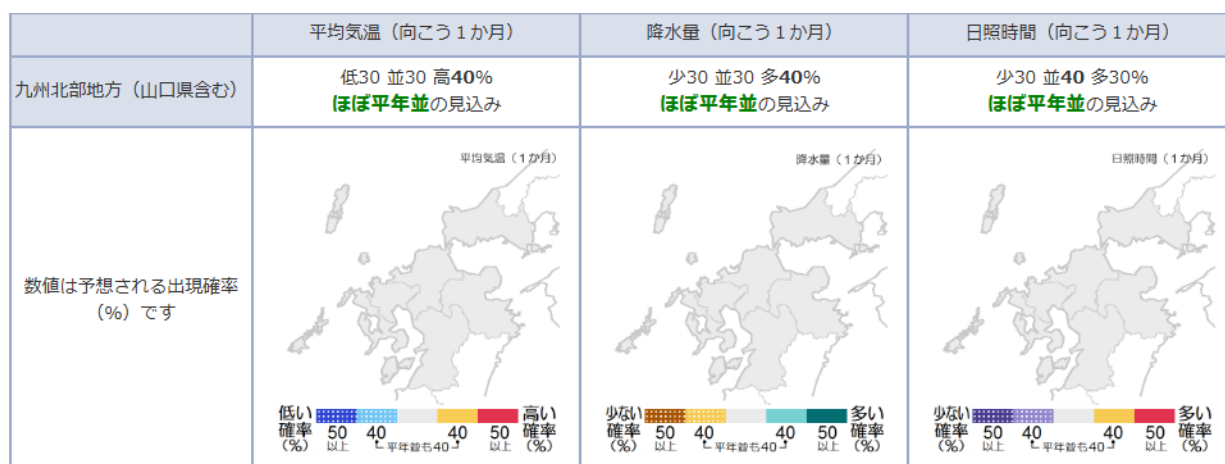 平均気温（向こう１か月）
降水量（向こう１か月）
日照時間（向こう１か月）
九州北部地方（山口県含む）
低30 並30 高40%
ほぼ平年並の見込み
少30 並30 多40%
ほぼ平年並の見込み
少30 並40 多30%
ほぼ平年並の見込み
数値は予想される出現確率
（%）です
平均気温（１か月）
低い
確率
(%)
50
以上
40
平年並も40
40
50
以上
高い
確率
(%)
降水量（１か月）
少ない
確率
(%)
50
以上
40
平年並も40
40
50
以上
多い
確率
(%)
日照時間（１か月）
少ない
確率
(%)
50
以上
40
平年並も40
40
50
以上
多い
確率
(%)